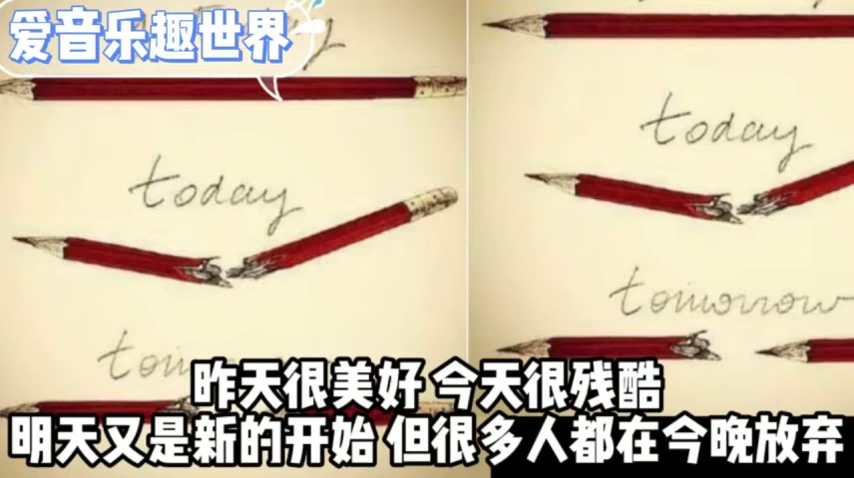 爱音乐趣世界
today
today
tomorrow
昨天很美好 今天很残酷
明天又是新的开始 但很多人都在今晚放弃